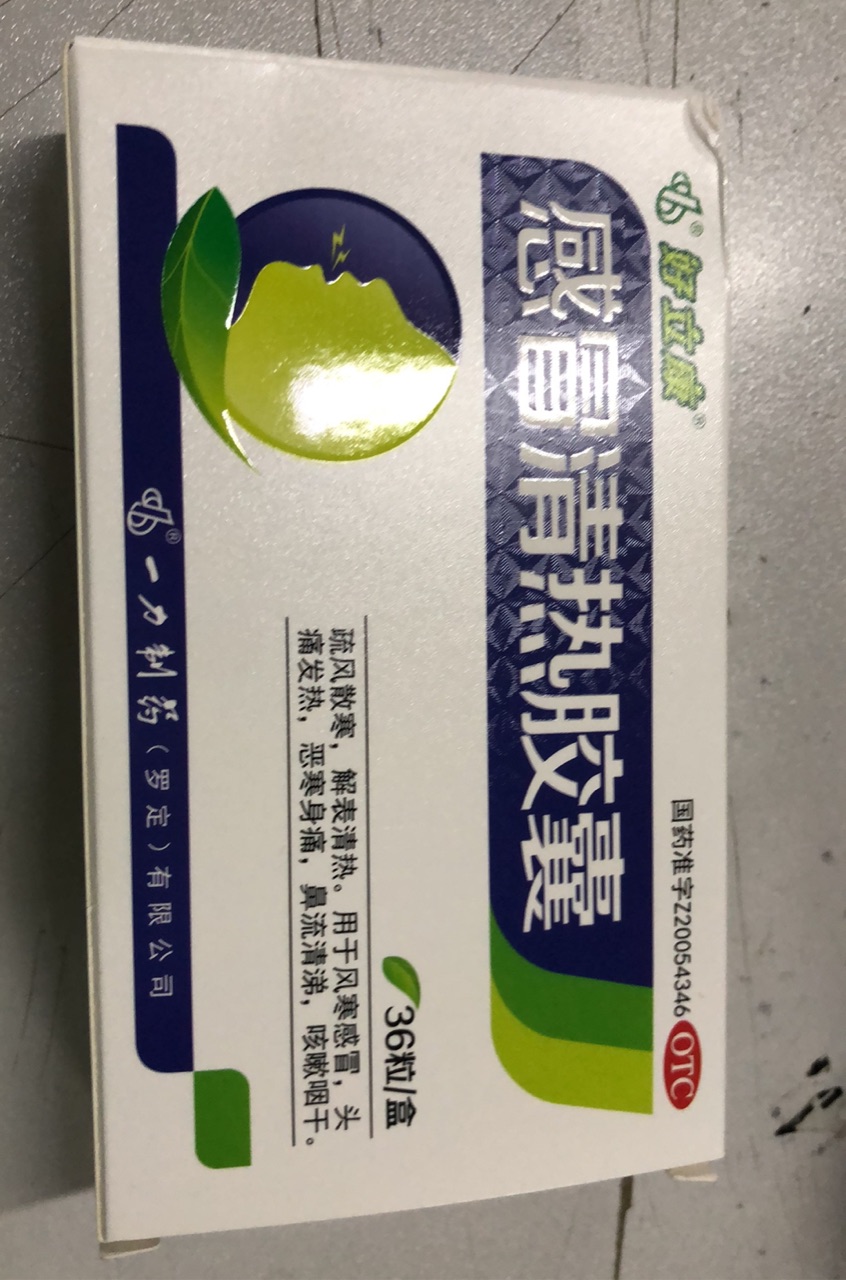 好立康
国药准字Z20054346
OTC
感冒清热胶囊
36粒/盒
疏风散寒，解表清热。用于风寒感冒，头
痛发热，恶寒身痛，鼻流清涕，咳嗽咽干。
一力制药（罗定）有限公司